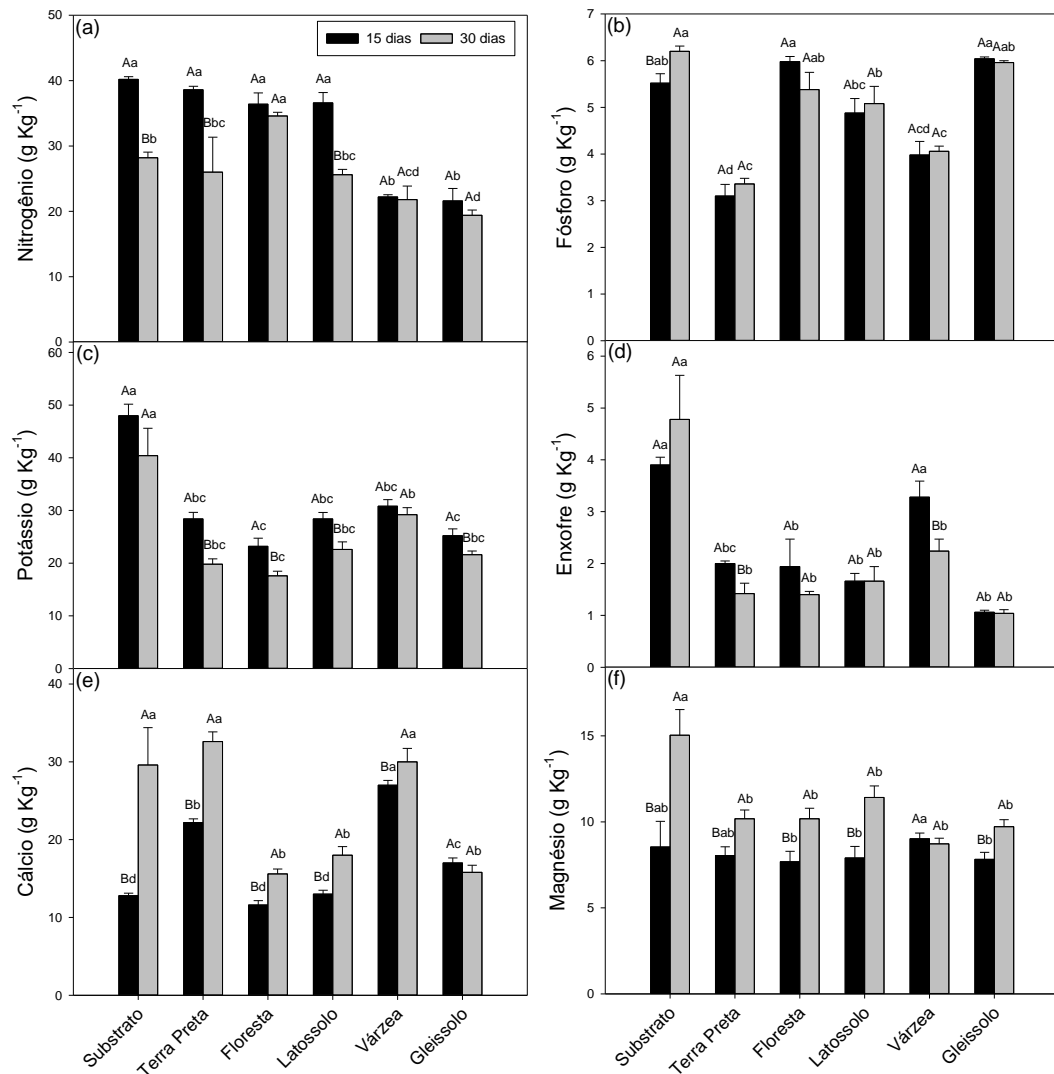 (a)
15 dias
30 dias
Nitrogênio (g Kg-1)
50
40
30
20
10
0
Aa Bb Aa Bbc Aa Aa Aa Bbc Ab Acd Ab Ad
(b)
Fósforo (g Kg-1)
7
6
5
4
3
2
1
0
Bab Aa Ad Ac Aa Aab Abc Ab Acd Ac Aa Aab
(c)
Potássio (g Kg-1)
60
50
40
30
20
10
0
Aa Aa Abc Bbc Ac Bc Abc Bbc Abc Ab Ac Bbc
(d)
Enxofre (g Kg-1)
6
5
4
3
2
1
0
Aa Aa Abc Bb Ab Ab Ab Ab Aa Bb Ab Ab
(e)
Cálcio (g Kg-1)
40
30
20
10
0
Bd Aa Bb Aa Bd Ab Bd Ab Ba Aa Ac Ab
Substrato
Terra Preta
Floresta
Latossolo
Várzea
Gleissolo
(f)
Magnésio (g Kg-1)
15
10
5
0
Bab Aa Bab Ab Bb Ab Bb Ab Aa Ab Bb Ab
Substrato
Terra Preta
Floresta
Latossolo
Várzea
Gleissolo